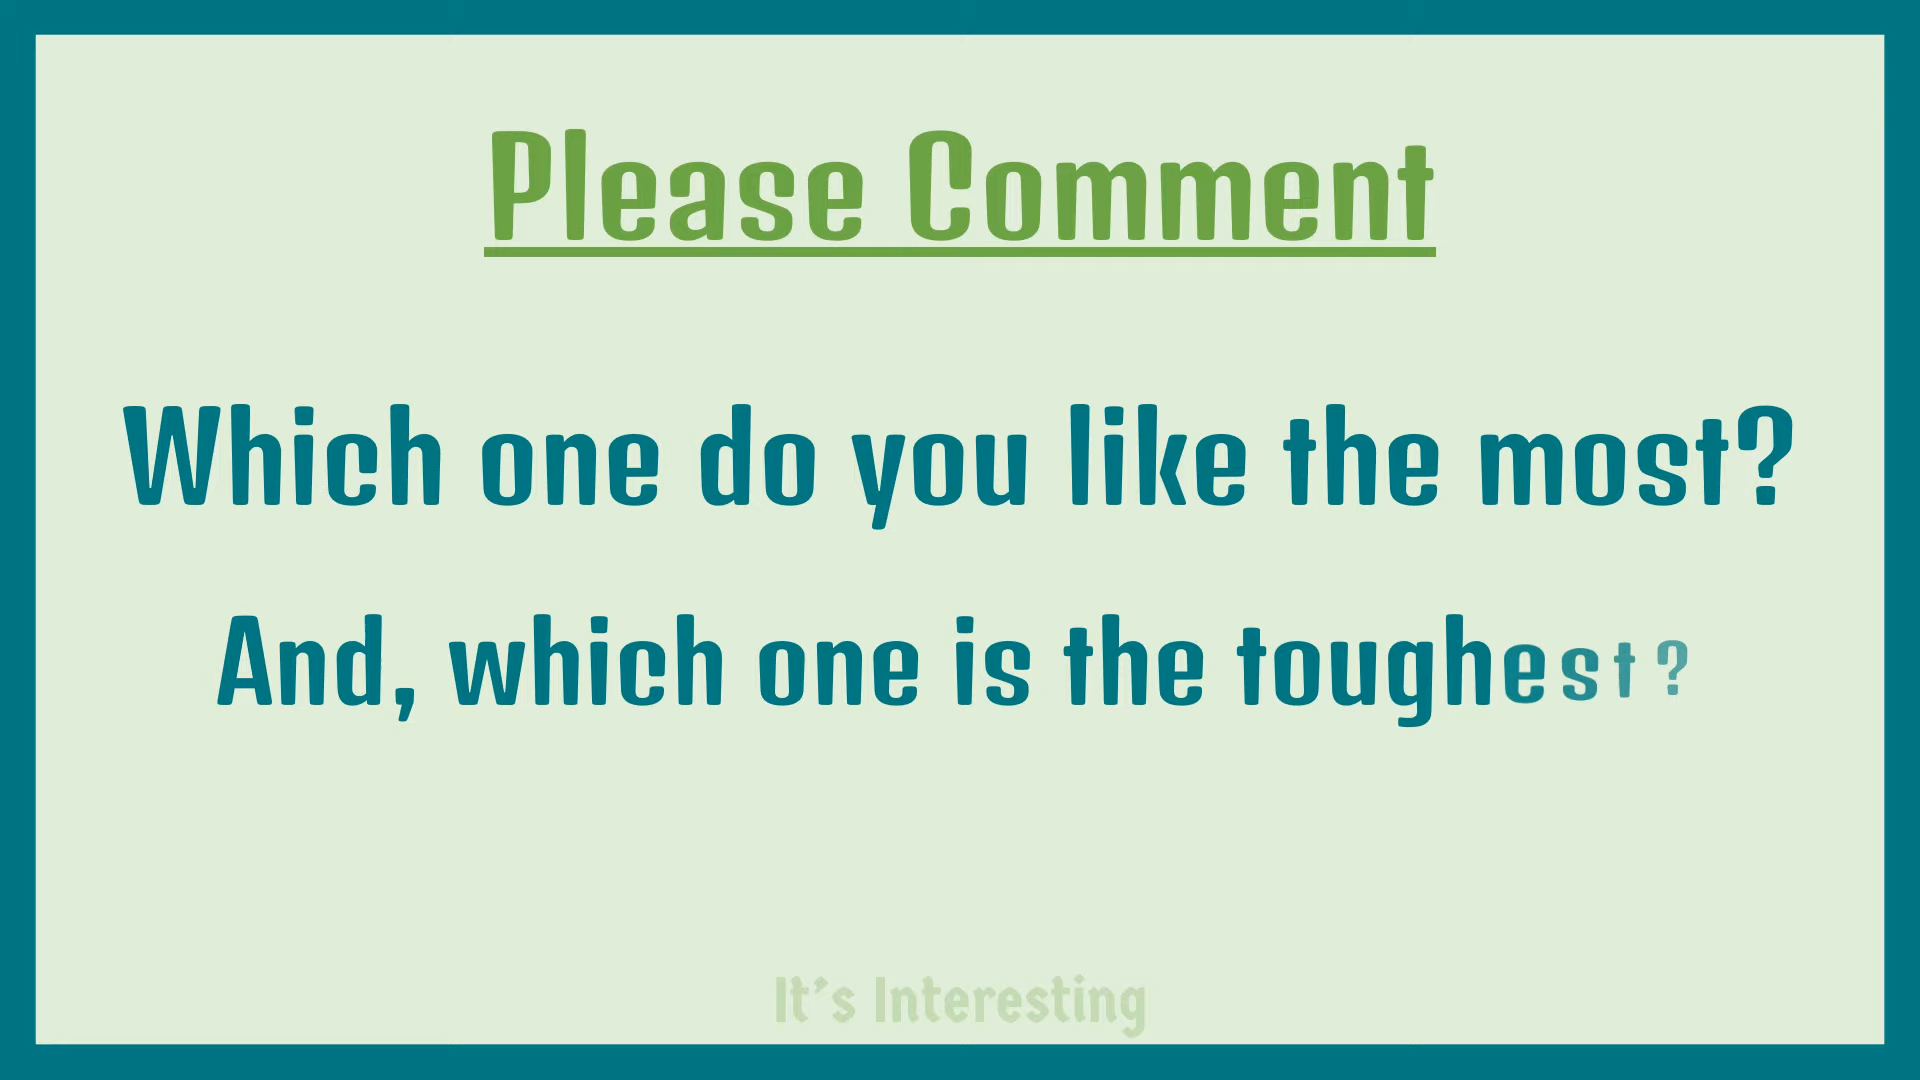 Please Comment
Which one do you like the most?
And, which one is the toughest?
It's Interesting